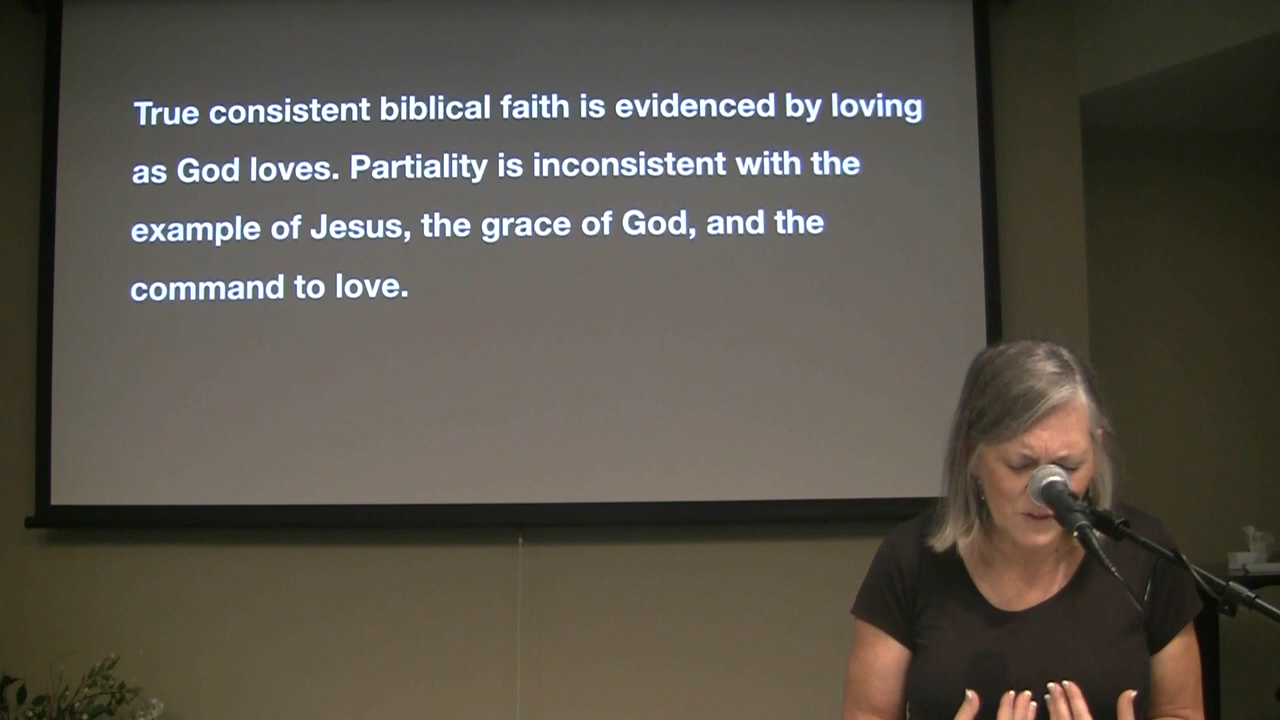 True consistent biblical faith is evidenced by loving
as God loves. Partiality is inconsistent with the
example of Jesus, the grace of God, and the
command to love.